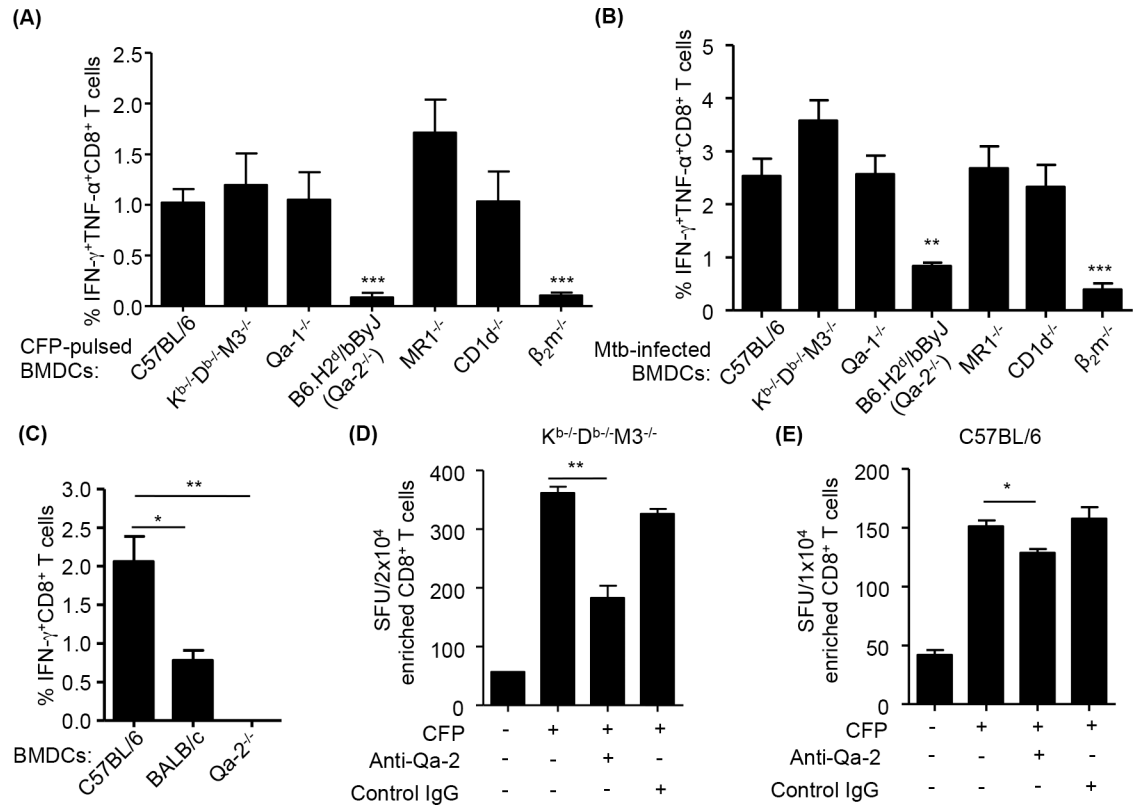 (A)
% IFN-γ⁺TNF-α⁺CD8⁺ T cells
2.5
2.0
1.5
1.0
0.5
0.0
***
***
CFP-pulsed
BMDCs:
C57BL/6
Kᵇ⁻/⁻Dᵇ⁻/⁻M3⁻/⁻
Qa-1⁻/⁻
B6.H2ᵈ/bByJ
(Qa-2⁻/⁻)
MR1⁻/⁻
CD1d⁻/⁻
β₂m⁻/⁻
(B)
% IFN-γ⁺TNF-α⁺CD8⁺ T cells
5
4
3
2
1
0
**
***
Mtb-infected
BMDCs:
C57BL/6
Kᵇ⁻/⁻Dᵇ⁻/⁻M3⁻/⁻
Qa-1⁻/⁻
B6.H2ᵈ/bByJ
(Qa-2⁻/⁻)
MR1⁻/⁻
CD1d⁻/⁻
β₂m⁻/⁻
(C)
% IFN-γ⁺CD8⁺ T cells
3.0
2.5
2.0
1.5
1.0
0.5
0.0
**
*
BMDCs:
C57BL/6
BALB/c
Qa-2⁻/⁻
(D)
Kᵇ⁻/⁻Dᵇ⁻/⁻M3⁻/⁻
SFU/2x10⁴
enriched CD8⁺ T cells
400
300
200
100
0
**
CFP - + + +
Anti-Qa-2 - - + -
Control IgG - - - +
(E)
C57BL/6
SFU/1x10⁴
enriched CD8⁺ T cells
200
150
100
50
0
*
CFP - + + +
Anti-Qa-2 - - + -
Control IgG - - - +